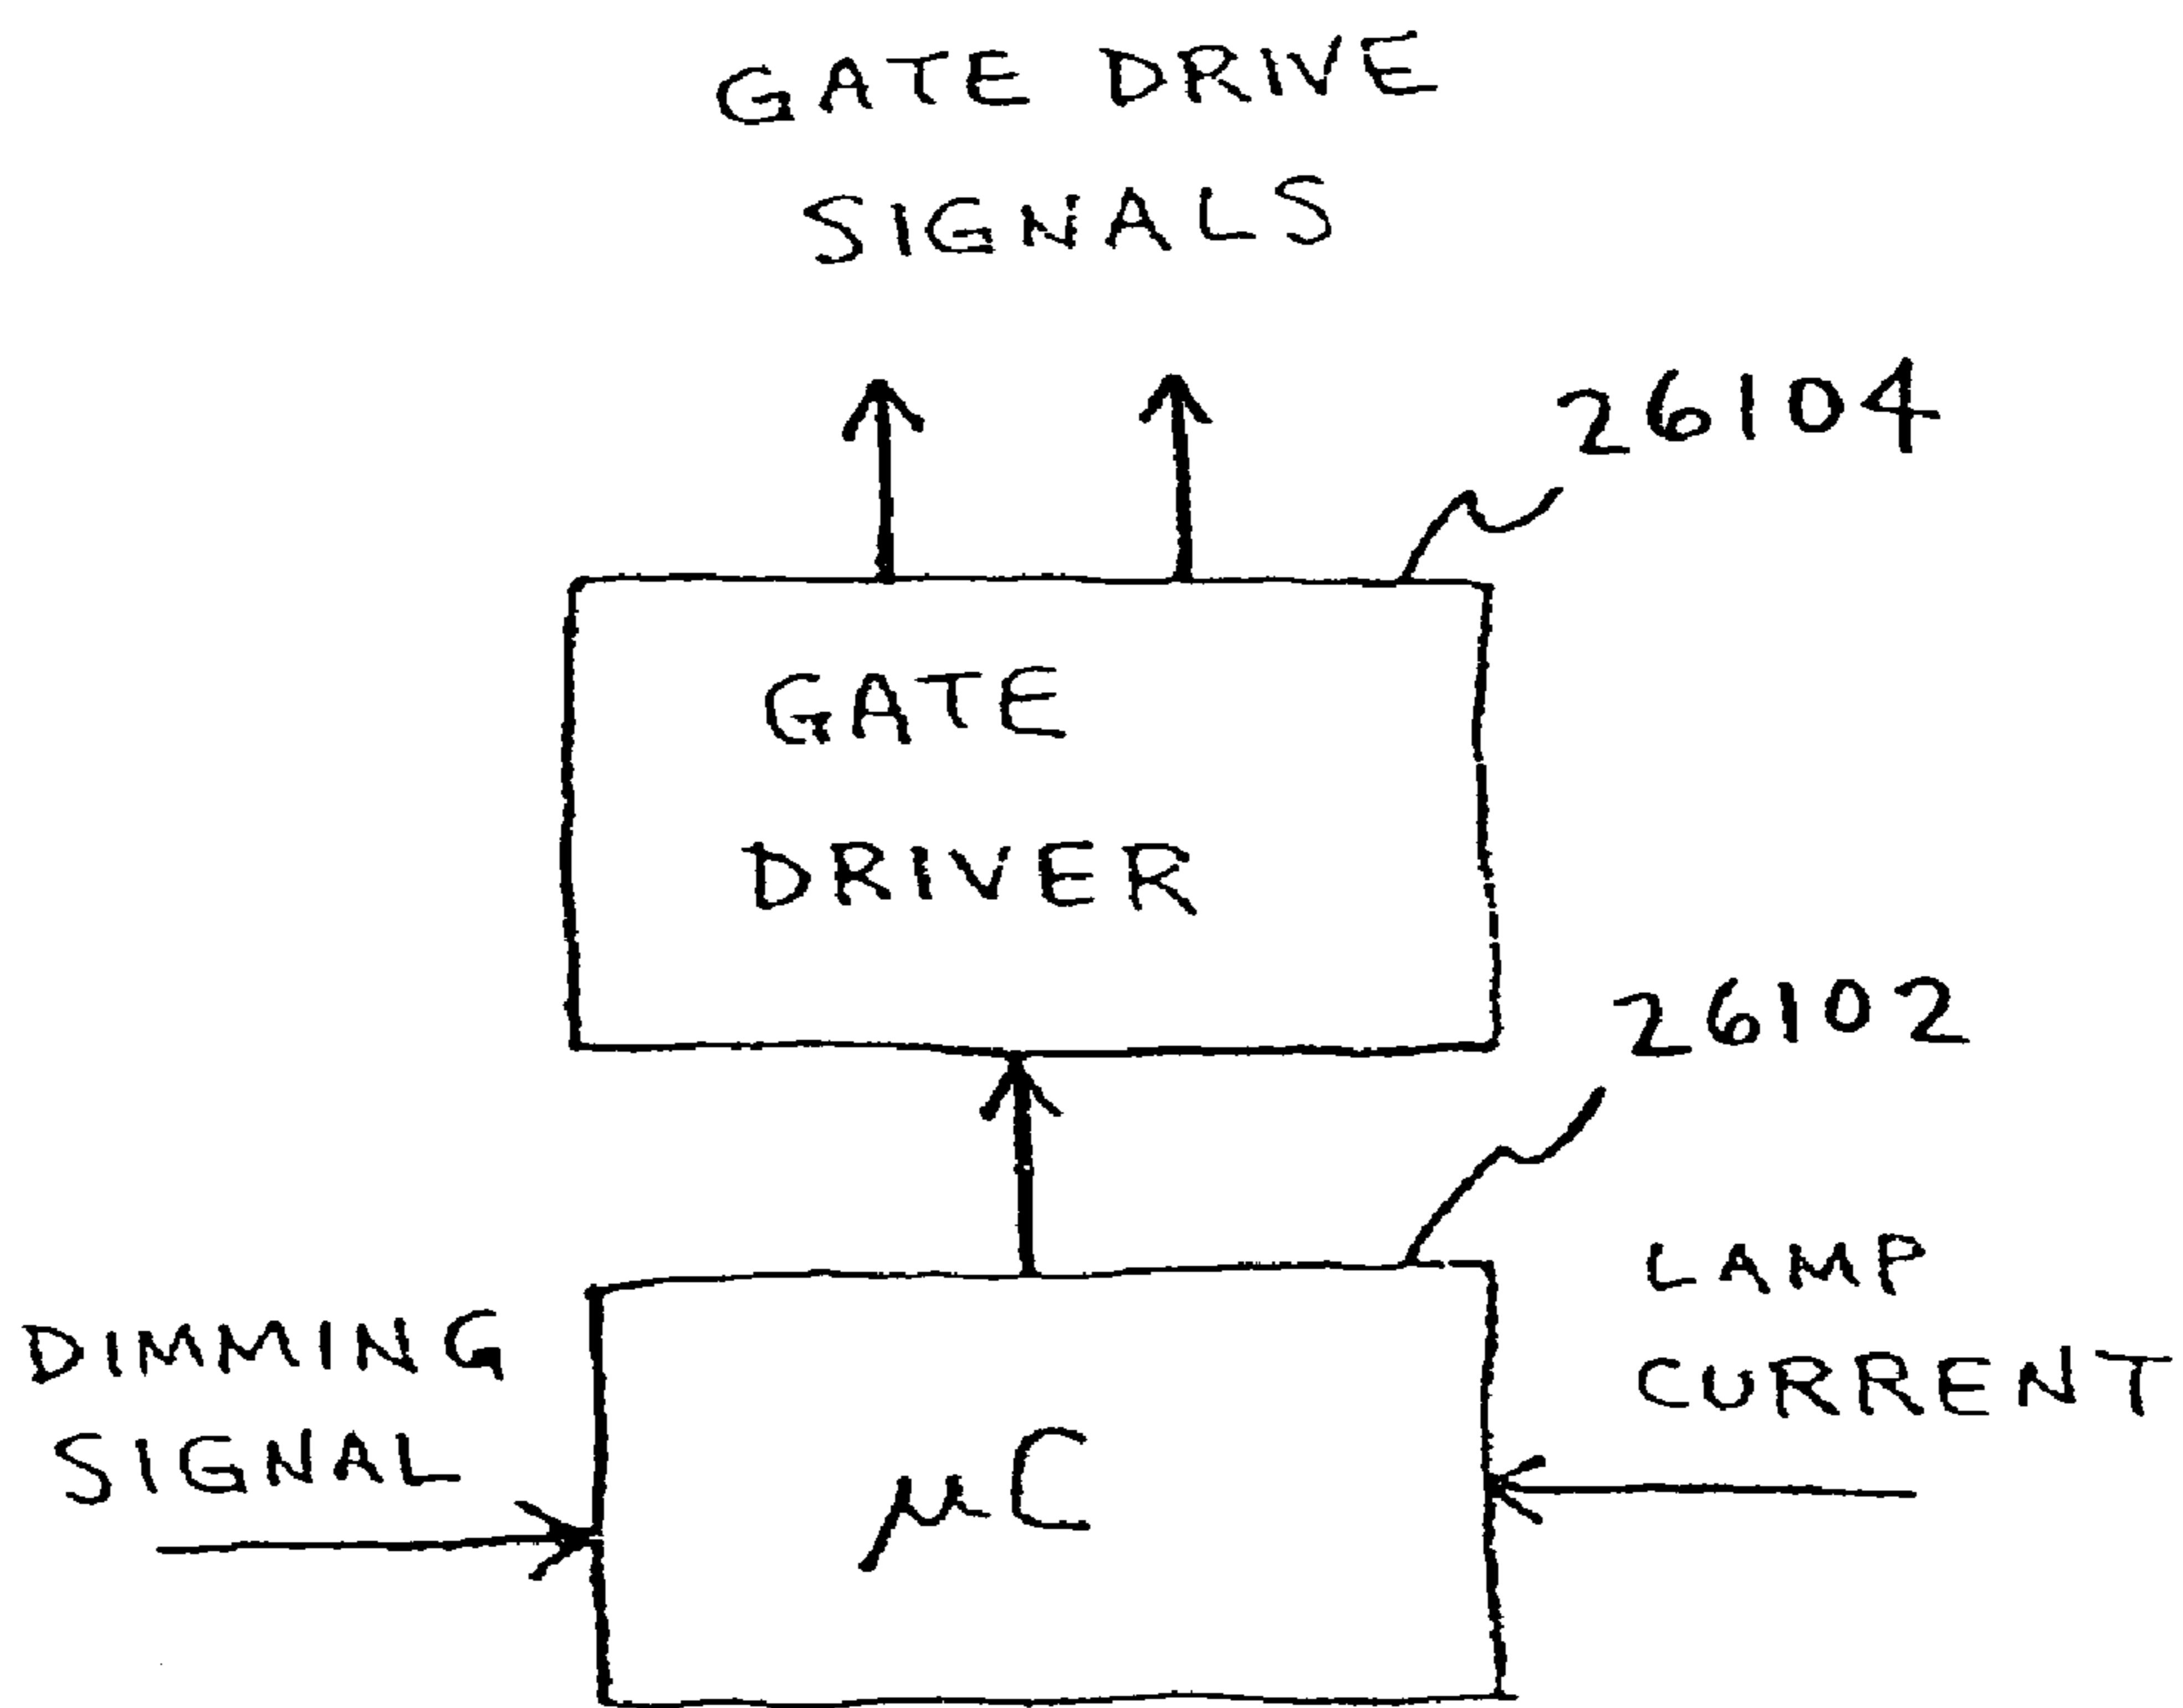 GATE DRIVE
SIGNALS
26104
GATE
DRIVER
26102
LAMP
CURRENT
DIMMING
SIGNAL
μC